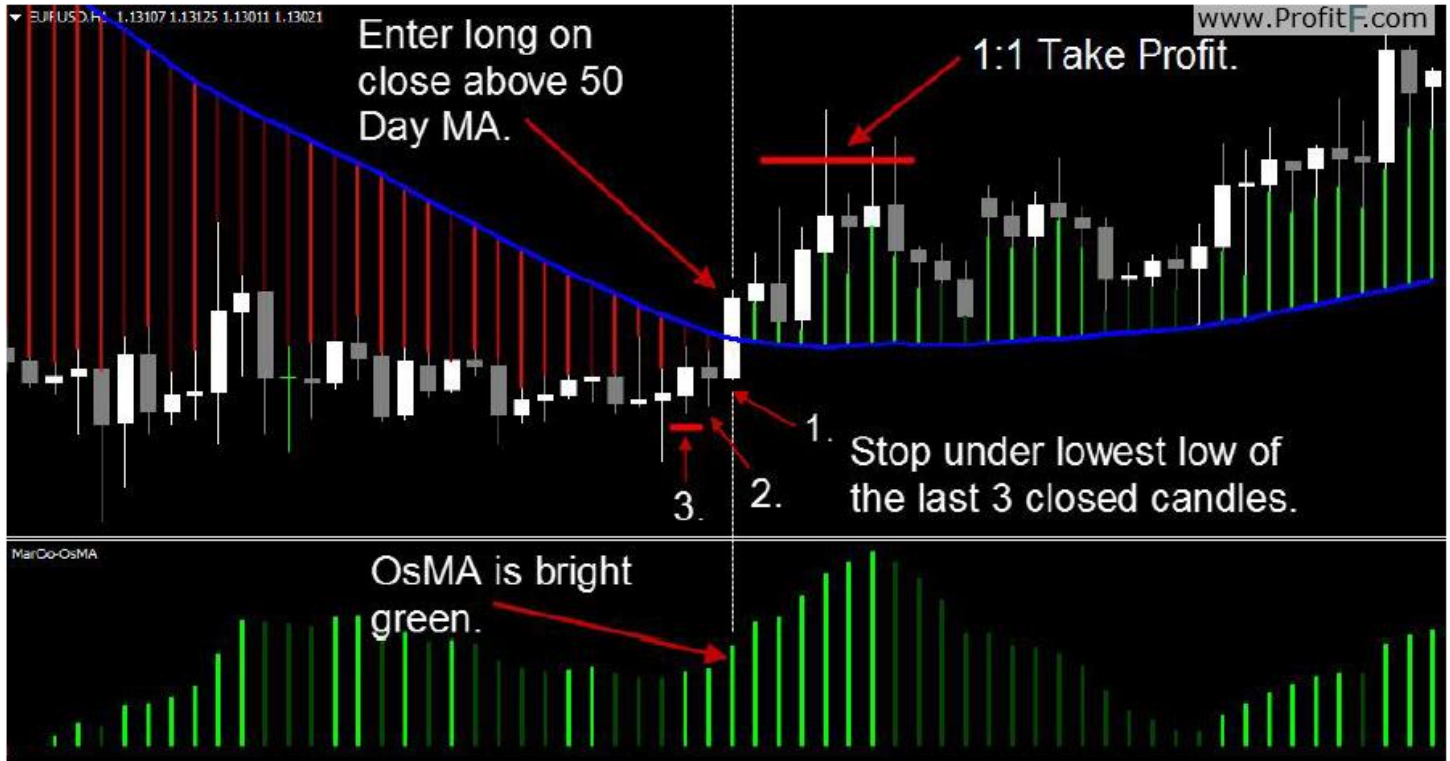 EURUSD.H1 1.13107 1.13125 1.13011 1.13021
www.ProfitF.com
Enter long on
close above 50
Day MA.
1:1 Take Profit.
1.
2.
3.
Stop under lowest low of
the last 3 closed candles.
MarDo-OsMA
OsMA is bright
green.